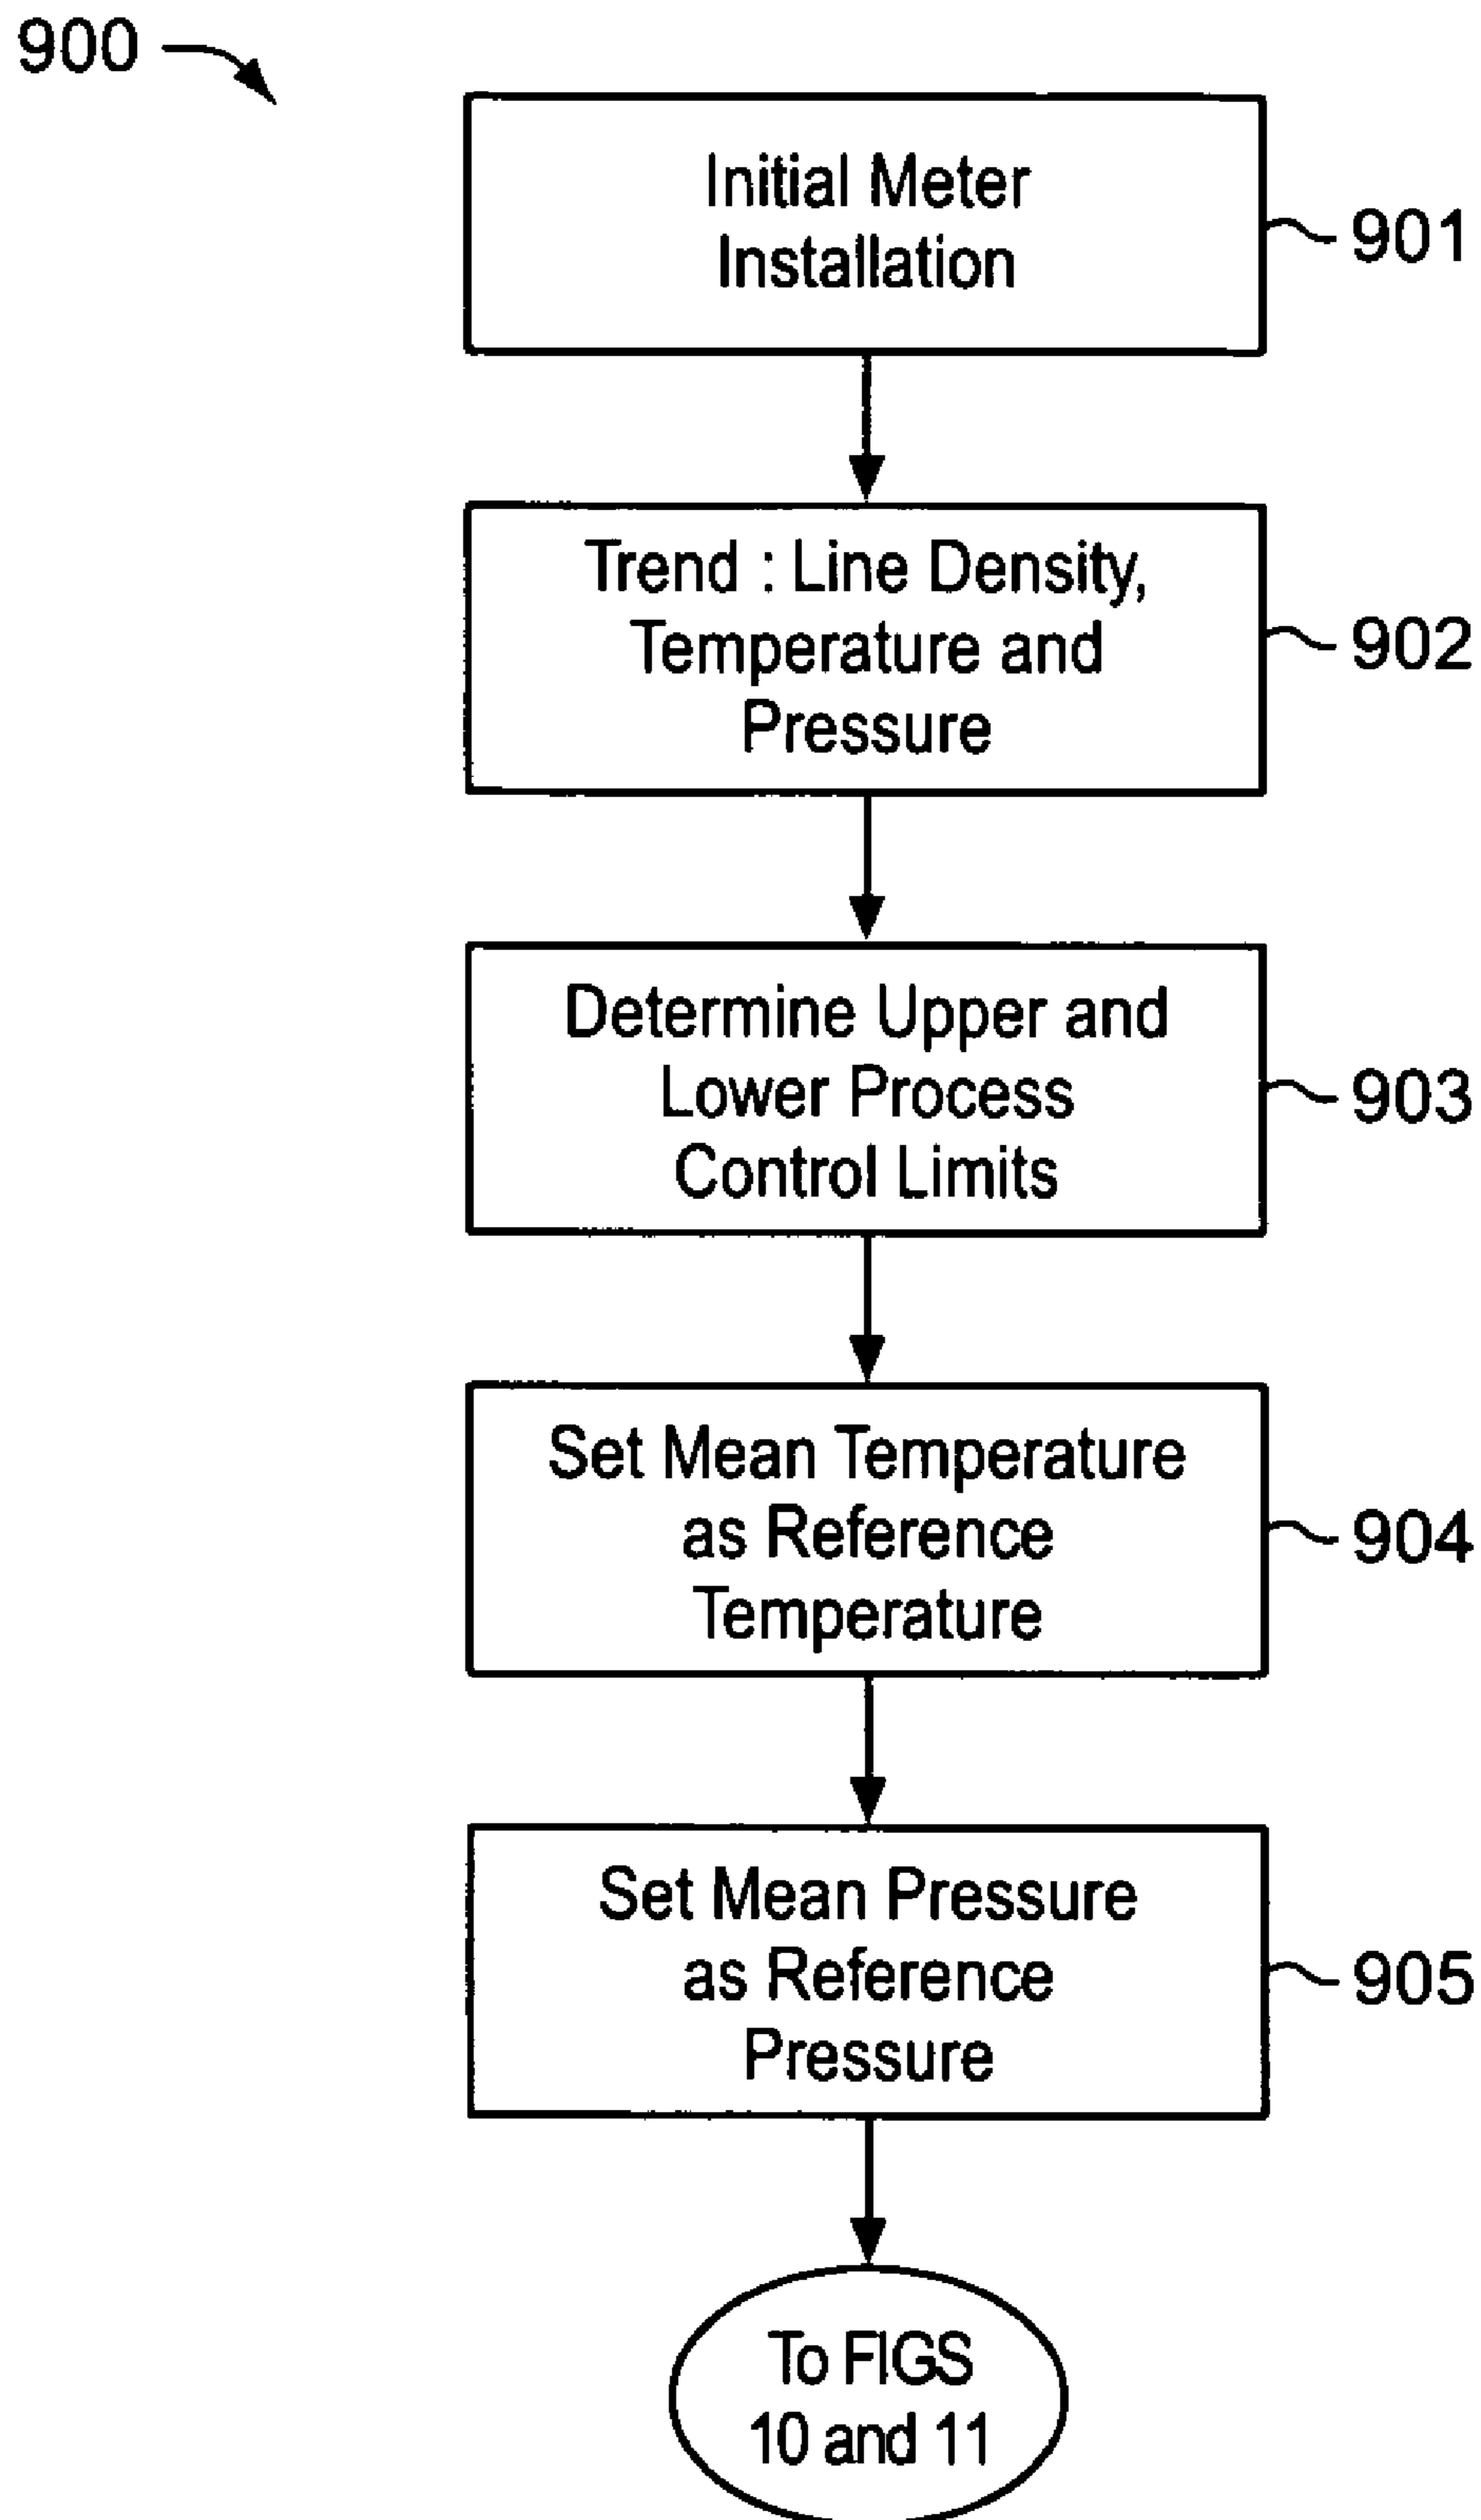 900
Initial Meter
Installation
901
Trend : Line Density,
Temperature and
Pressure
902
Determine Upper and
Lower Process
Control Limits
903
Set Mean Temperature
as Reference
Temperature
904
Set Mean Pressure
as Reference
Pressure
905
To FIGS
10 and 11